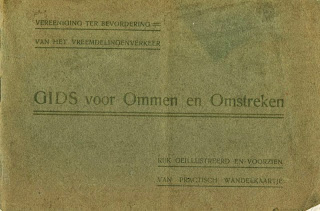 VEREENIGING TER BEVORDERING =
VAN HET VREEMDELINGENVERKEER
GIDS voor Ommen en Omstreken
RIJK GEÏLLUSTREERD EN VOORZIEN
VAN PRACTISCH WANDELKAARTJE